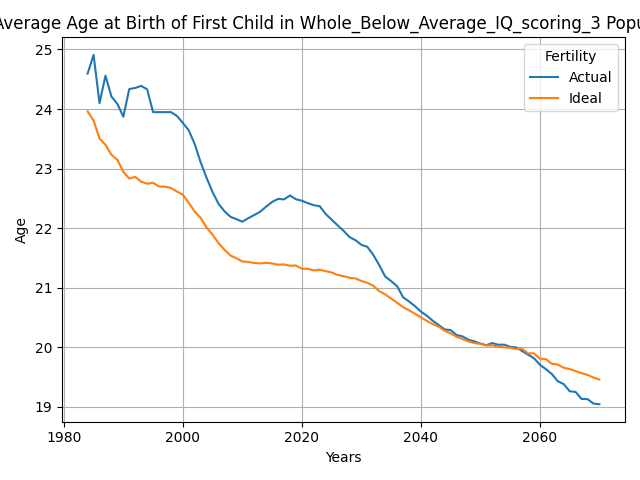 Average Age at Birth of First Child in Whole_Below_Average_IQ_scoring_3 Popu
Fertility
Actual
Ideal
25
24
23
22
21
20
19
Age
1980
2000
2020
2040
2060
Years